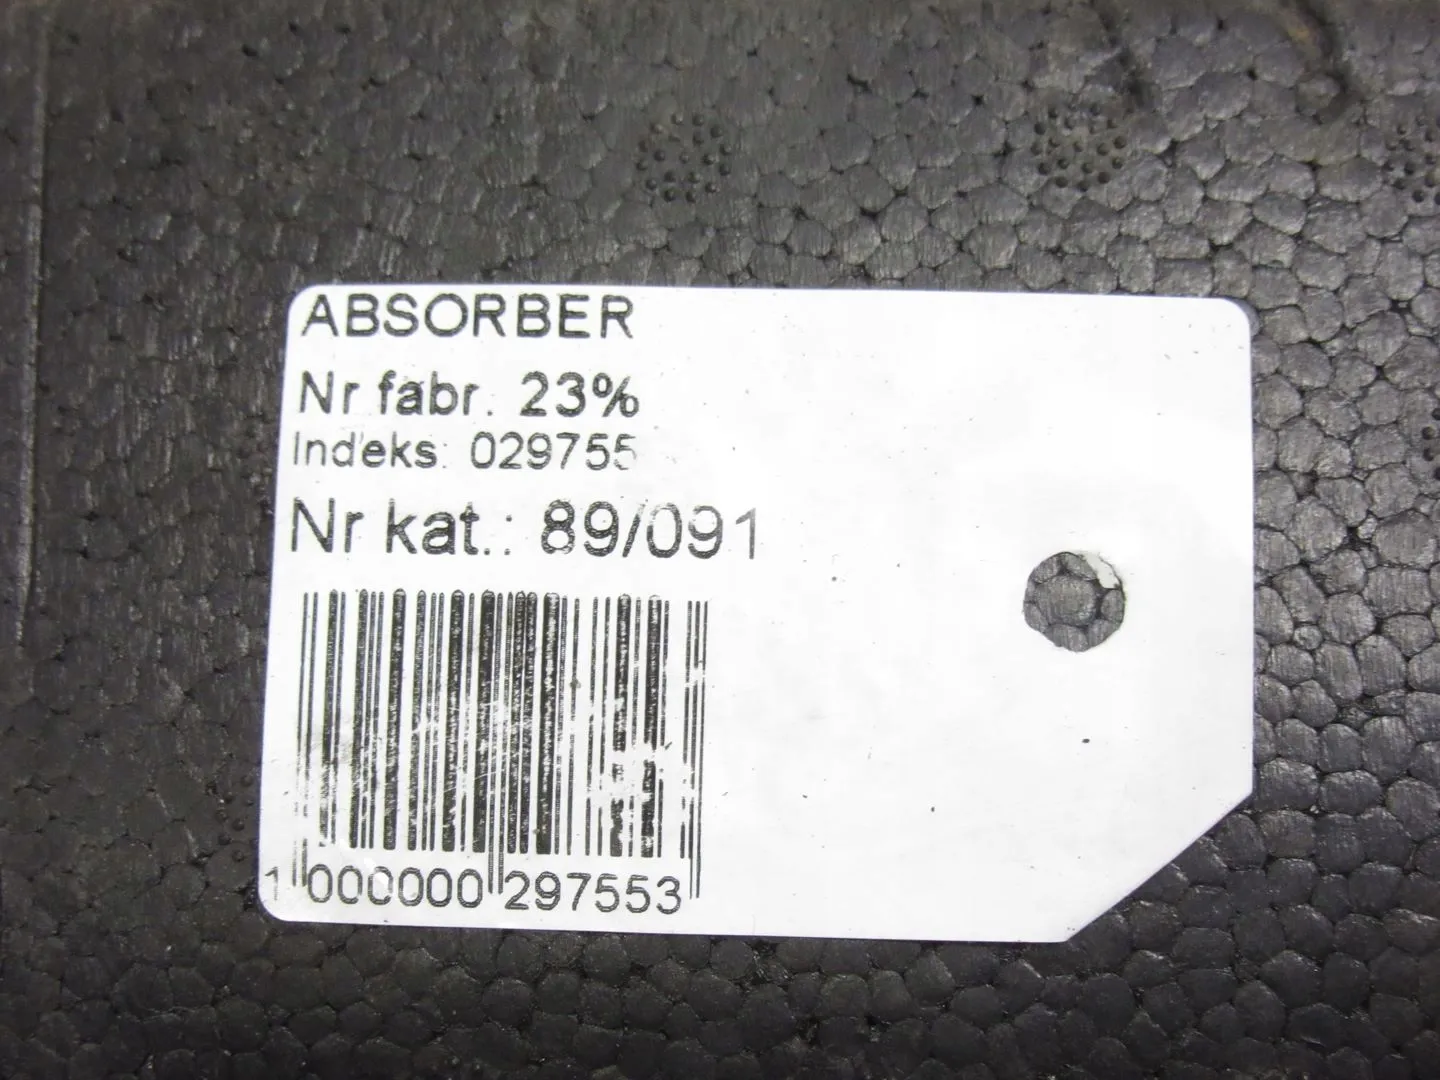 ABSORBER
Nr fabr. 23%
Indeks: 029755
Nr kat.: 89/091
1 000000 297553